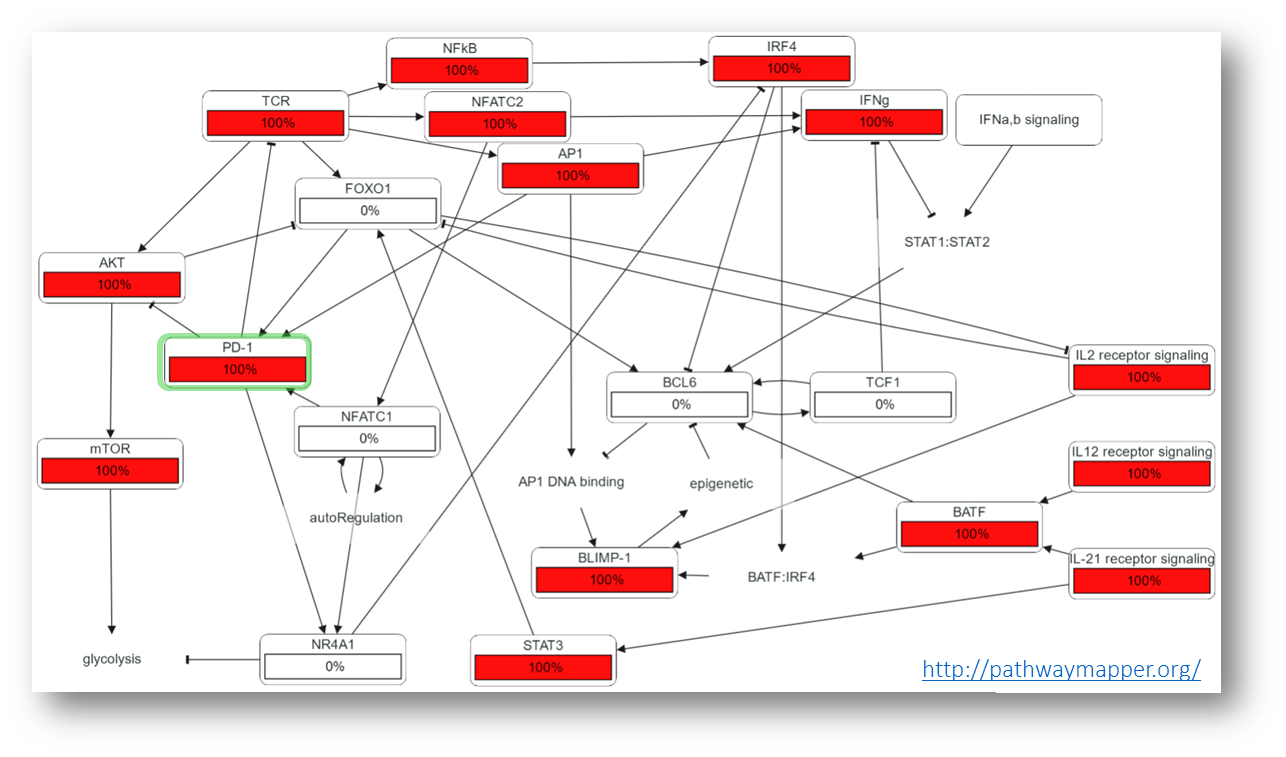 NFkB
100%
IRF4
100%
TCR
100%
NFATC2
100%
IFNg
100%
IFNa,b signaling
AP1
100%
FOXO1
0%
STAT1:STAT2
AKT
100%
PD-1
100%
IL2 receptor signaling
100%
BCL6
0%
TCF1
0%
NFATC1
0%
mTOR
100%
IL12 receptor signaling
100%
AP1 DNA binding
epigenetic
autoRegulation
BATF
100%
BLIMP-1
100%
BATF:IRF4
IL-21 receptor signaling
100%
glycolysis
NR4A1
0%
STAT3
100%
http://pathwaymapper.org/